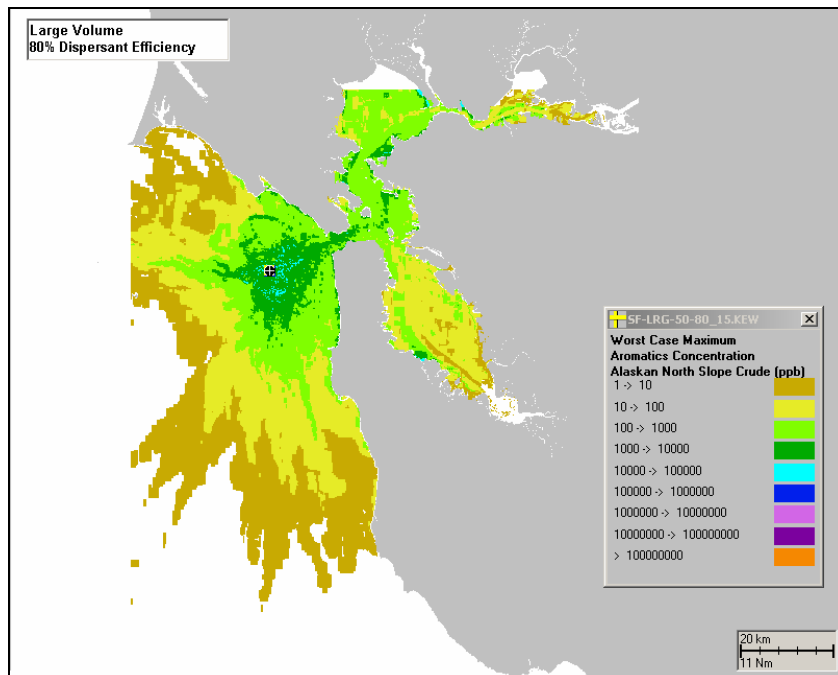 Large Volume
80% Dispersant Efficiency
SF-LRG-50-80_15.KEW
Worst Case Maximum
Aromatics Concentration
Alaskan North Slope Crude (ppb)
1 -> 10
10 -> 100
100 -> 1000
1000 -> 10000
10000 -> 100000
100000 -> 1000000
1000000 -> 10000000
10000000 -> 100000000
> 100000000
20 km
11 Nm